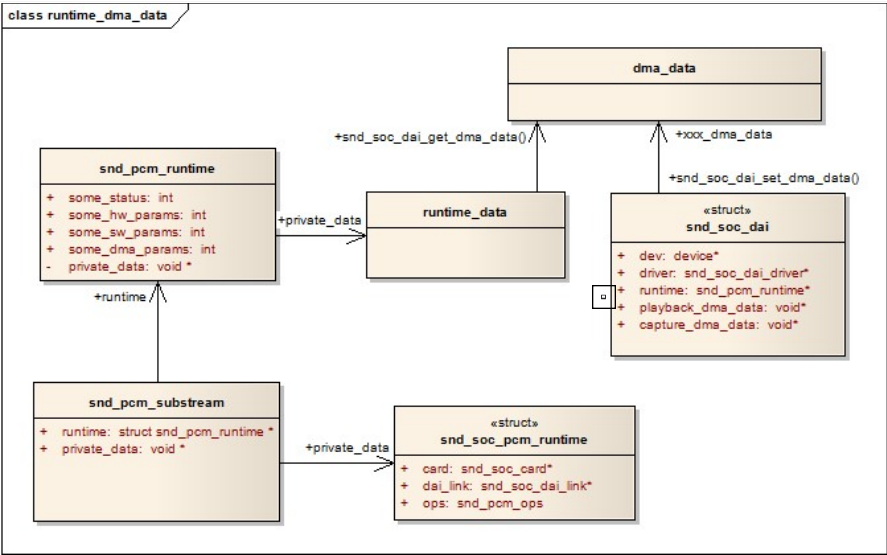 class runtime_dma_data
dma_data
+snd_soc_dai_get_dma_data()
+xxx_dma_data
snd_pcm_runtime
+ some_status: int
+ some_hw_params: int
+ some_sw_params: int
+ some_dma_params: int
- private_data: void *
+private_data
runtime_data
+snd_soc_dai_set_dma_data()
«struct»
snd_soc_dai
+ dev: device*
+ driver: snd_soc_dai_driver*
+ runtime: snd_pcm_runtime*
+ playback_dma_data: void*
+ capture_dma_data: void*
+runtime
snd_pcm_substream
+ runtime: struct snd_pcm_runtime *
+ private_data: void *
+private_data
«struct»
snd_soc_pcm_runtime
+ card: snd_soc_card*
+ dai_link: snd_soc_dai_link*
+ ops: snd_pcm_ops